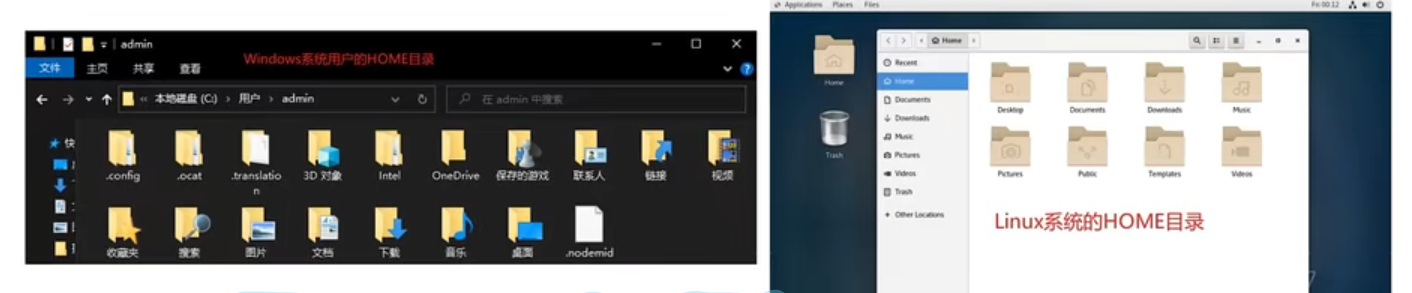 admin
Windows系统用户的HOME目录
文件 主页 共享 查看
本地磁盘 (C:) 用户 admin
在 admin 中搜索
快
.config .ocat .translation 3D 对象 Intel OneDrive 保存的游戏 联系人 链接 视频
收藏夹 搜索 图片 文档 下载 音乐 桌面 .nodemid
Applications Places Files
Fri 00:12
Home
Trash
Home
Recent
Home
Documents
Downloads
Music
Pictures
Videos
Trash
Other Locations
Desktop Documents Downloads Music
Pictures Public Templates Videos
Linux系统的HOME目录